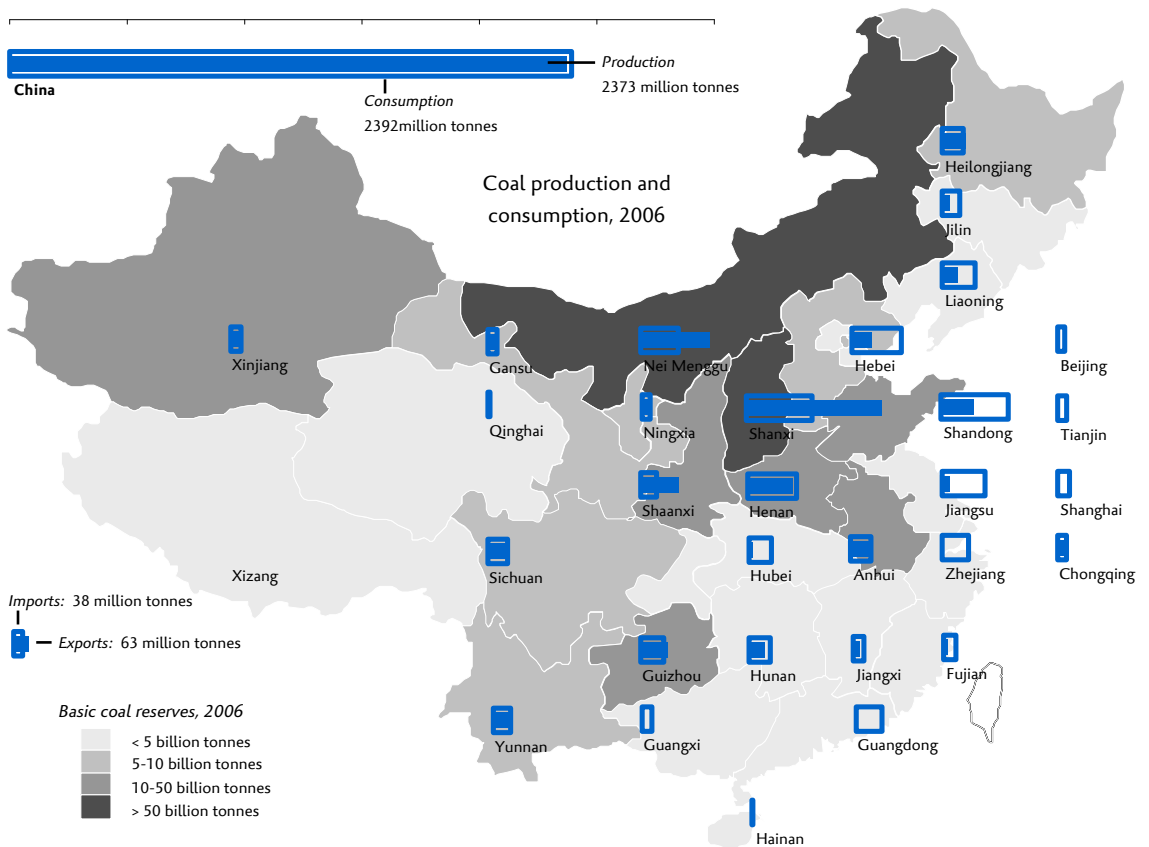 Production
2373 million tonnes
China
Consumption
2392million tonnes
Coal production and
consumption, 2006
Heilongjiang
Jilin
Liaoning
Xinjiang
Gansu
Nei Menggu
Hebei
Beijing
Qinghai
Ningxia
Shanxi
Shandong
Tianjin
Shaanxi
Henan
Jiangsu
Shanghai
Xizang
Sichuan
Hubei
Anhui
Zhejiang
Chongqing
Imports: 38 million tonnes
Exports: 63 million tonnes
Guizhou
Hunan
Jiangxi
Fujian
Yunnan
Guangxi
Guangdong
Hainan
Basic coal reserves, 2006
< 5 billion tonnes
5-10 billion tonnes
10-50 billion tonnes
> 50 billion tonnes